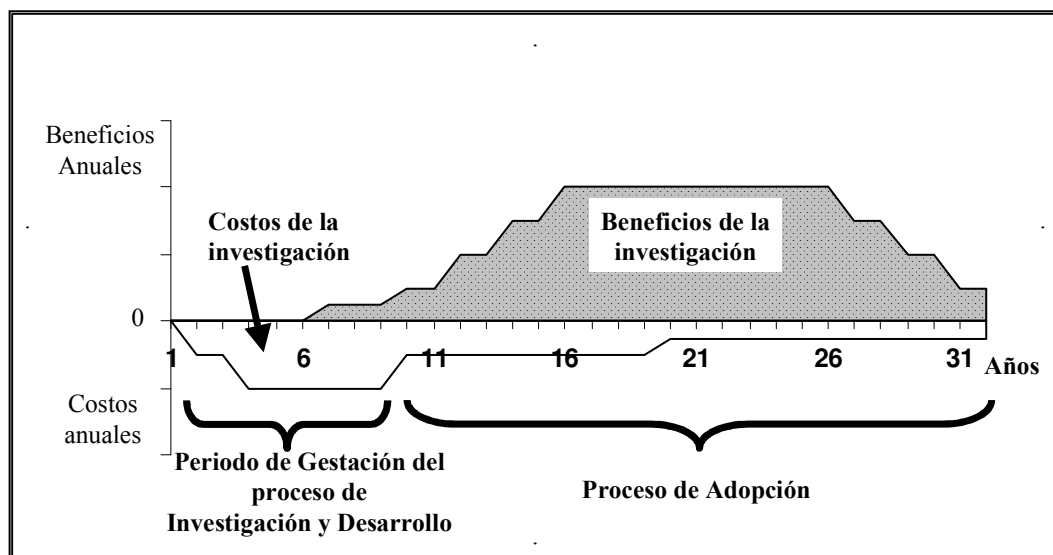 Beneficios
Anuales
Costos de la
investigación
Beneficios de la
investigación
0
1 6 11 16 21 26 31 Años
Costos
anuales
Periodo de Gestación del
proceso de
Investigación y Desarrollo
Proceso de Adopción